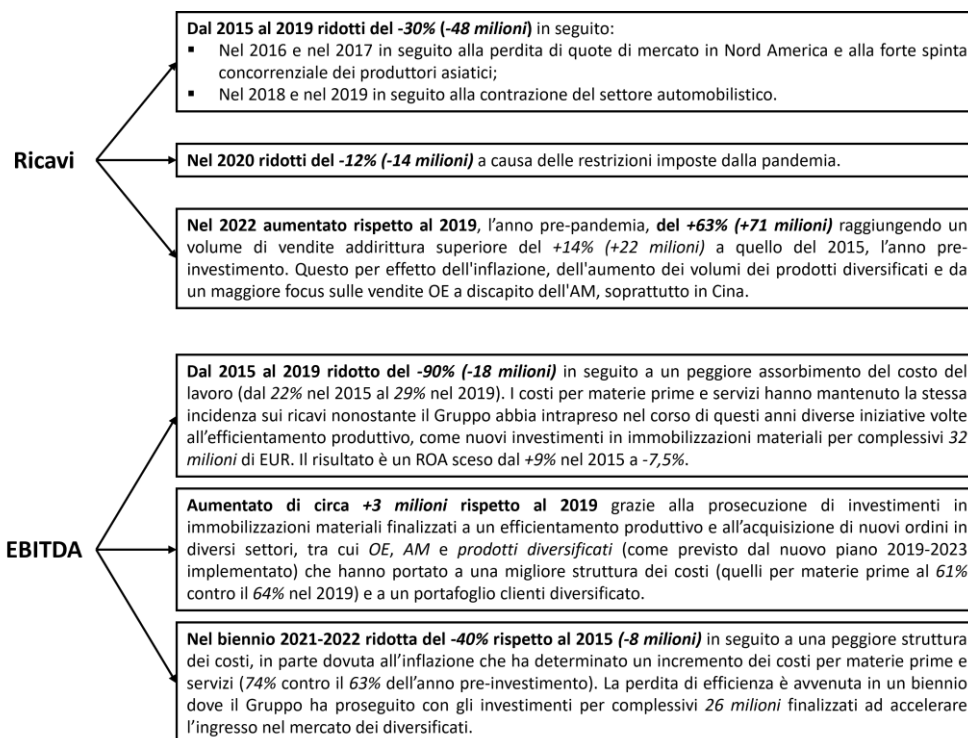 Ricavi
Dal 2015 al 2019 ridotti del -30% (-48 milioni) in seguito:
▪ Nel 2016 e nel 2017 in seguito alla perdita di quote di mercato in Nord America e alla forte spinta
concorrenziale dei produttori asiatici;
▪ Nel 2018 e nel 2019 in seguito alla contrazione del settore automobilistico.
Nel 2020 ridotti del -12% (-14 milioni) a causa delle restrizioni imposte dalla pandemia.
Nel 2022 aumentato rispetto al 2019, l’anno pre-pandemia, del +63% (+71 milioni) raggiungendo un
volume di vendite addirittura superiore del +14% (+22 milioni) a quello del 2015, l’anno pre-
investimento. Questo per effetto dell'inflazione, dell'aumento dei volumi dei prodotti diversificati e da
un maggiore focus sulle vendite OE a discapito dell'AM, soprattutto in Cina.
EBITDA
Dal 2015 al 2019 ridotto del -90% (-18 milioni) in seguito a un peggiore assorbimento del costo del
lavoro (dal 22% nel 2015 al 29% nel 2019). I costi per materie prime e servizi hanno mantenuto la stessa
incidenza sui ricavi nonostante il Gruppo abbia intrapreso nel corso di questi anni diverse iniziative volte
all’efficientamento produttivo, come nuovi investimenti in immobilizzazioni materiali per complessivi 32
milioni di EUR. Il risultato è un ROA sceso dal +9% nel 2015 a -7,5%.
Aumentato di circa +3 milioni rispetto al 2019 grazie alla prosecuzione di investimenti in
immobilizzazioni materiali finalizzati a un efficientamento produttivo e all’acquisizione di nuovi ordini in
diversi settori, tra cui OE, AM e prodotti diversificati (come previsto dal nuovo piano 2019-2023
implementato) che hanno portato a una migliore struttura dei costi (quelli per materie prime al 61%
contro il 64% nel 2019) e a un portafoglio clienti diversificato.
Nel biennio 2021-2022 ridotta del -40% rispetto al 2015 (-8 milioni) in seguito a una peggiore struttura
dei costi, in parte dovuta all’inflazione che ha determinato un incremento dei costi per materie prime e
servizi (74% contro il 63% dell’anno pre-investimento). La perdita di efficienza è avvenuta in un biennio
dove il Gruppo ha proseguito con gli investimenti per complessivi 26 milioni finalizzati ad accelerare
l’ingresso nel mercato dei diversificati.